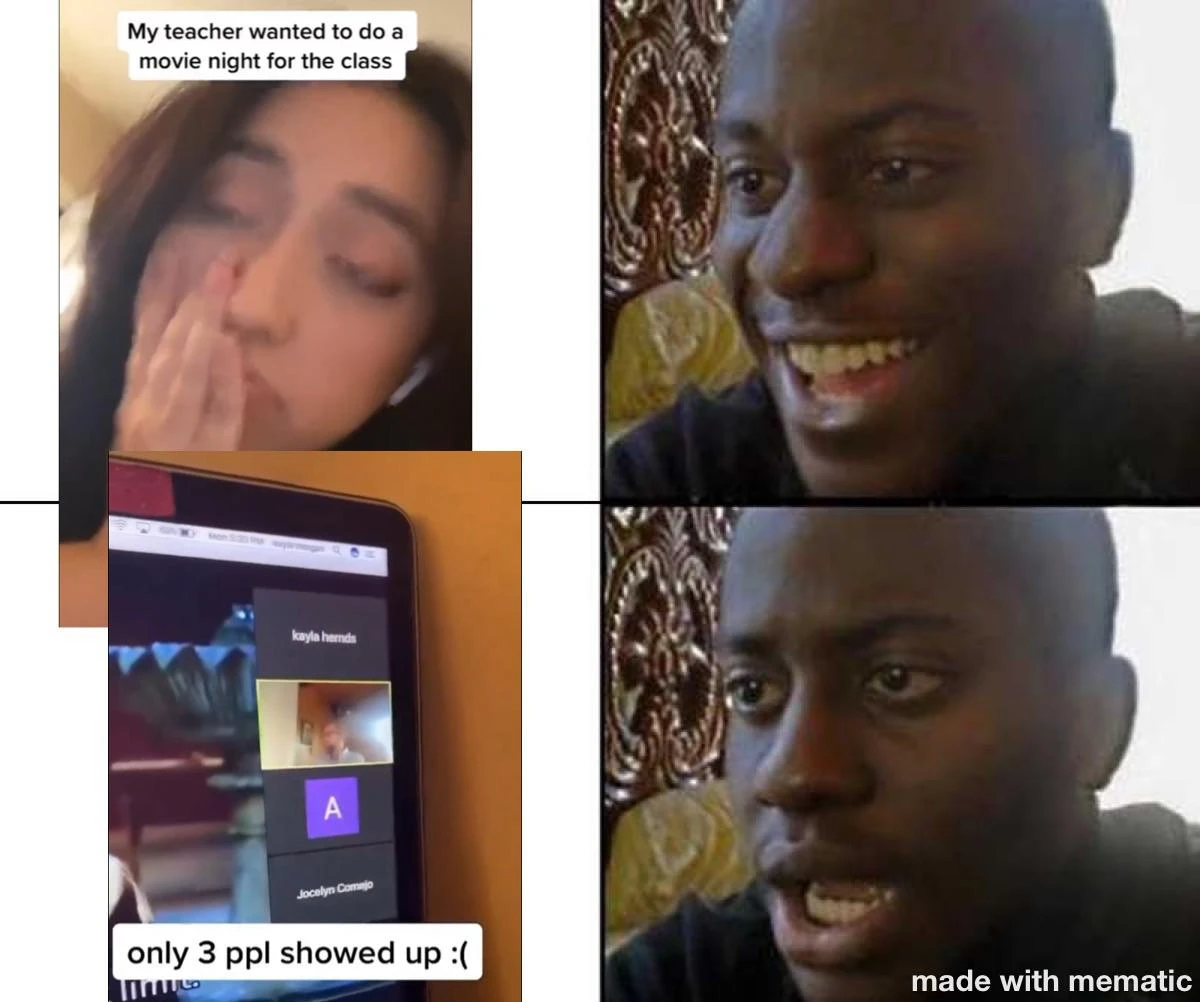 My teacher wanted to do a
movie night for the class
kayla hernds
A
Jocelyn Cornejo
only 3 ppl showed up :(
made with mematic